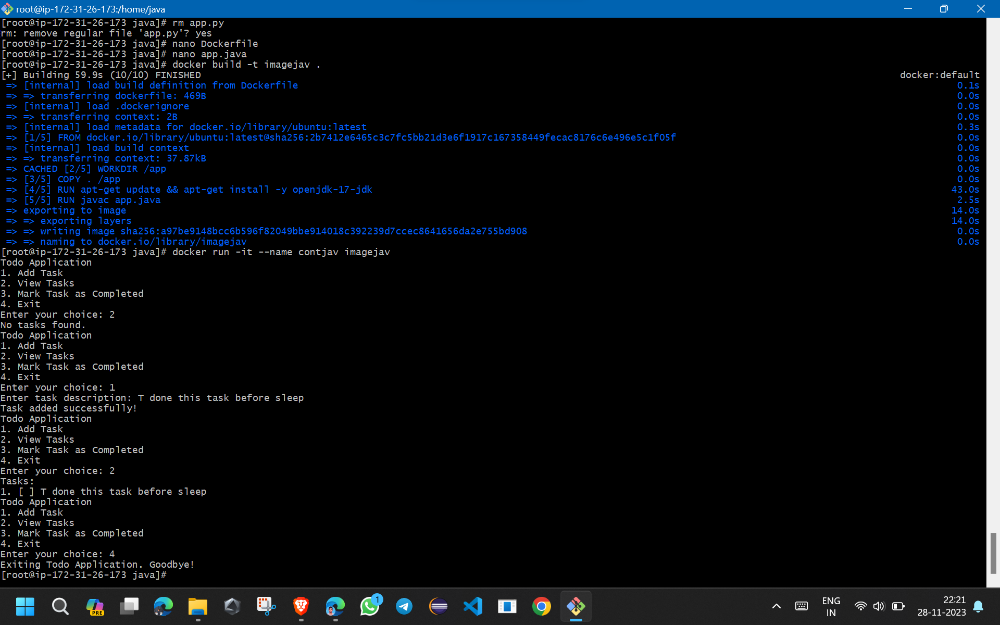 root@ip-172-31-26-173:/home/java
[root@ip-172-31-26-173 java]# rm app.py
rm: remove regular file 'app.py'? yes
[root@ip-172-31-26-173 java]# nano Dockerfile
[root@ip-172-31-26-173 java]# nano app.java
[root@ip-172-31-26-173 java]# docker build -t imagejav .
[+] Building 59.9s (10/10) FINISHED docker:default
=> [internal] load build definition from Dockerfile 0.1s
=> => transferring dockerfile: 469B 0.0s
=> [internal] load .dockerignore 0.0s
=> => transferring context: 2B 0.0s
=> [internal] load metadata for docker.io/library/ubuntu:latest 0.3s
=> [1/5] FROM docker.io/library/ubuntu:latest@sha256:2b7412e6465c3c7fc5bb21d3e6f1917c167358449fecac8176c6e496e5c1f05f 0.0s
=> [internal] load build context 0.0s
=> => transferring context: 37.87kB 0.0s
=> CACHED [2/5] WORKDIR /app 0.0s
=> [3/5] COPY . /app 0.0s
=> [4/5] RUN apt-get update && apt-get install -y openjdk-17-jdk 43.0s
=> [5/5] RUN javac app.java 2.5s
=> exporting to image 14.0s
=> => exporting layers 14.0s
=> => writing image sha256:a97be9148bcc6b596f82049bbe914018c392239d7ccec8641656da2e755bd908 0.0s
=> => naming to docker.io/library/imagejav 0.0s
[root@ip-172-31-26-173 java]# docker run -it --name contjav imagejav
Todo Application
1. Add Task
2. View Tasks
3. Mark Task as Completed
4. Exit
Enter your choice: 2
No tasks found.
Todo Application
1. Add Task
2. View Tasks
3. Mark Task as Completed
4. Exit
Enter your choice: 1
Enter task description: T done this task before sleep
Task added successfully!
Todo Application
1. Add Task
2. View Tasks
3. Mark Task as Completed
4. Exit
Enter your choice: 2
Tasks:
1. [ ] T done this task before sleep
Todo Application
1. Add Task
2. View Tasks
3. Mark Task as Completed
4. Exit
Enter your choice: 4
Exiting Todo Application. Goodbye!
[root@ip-172-31-26-173 java]#
PRE
1
ENG
IN
22:21
28-11-2023